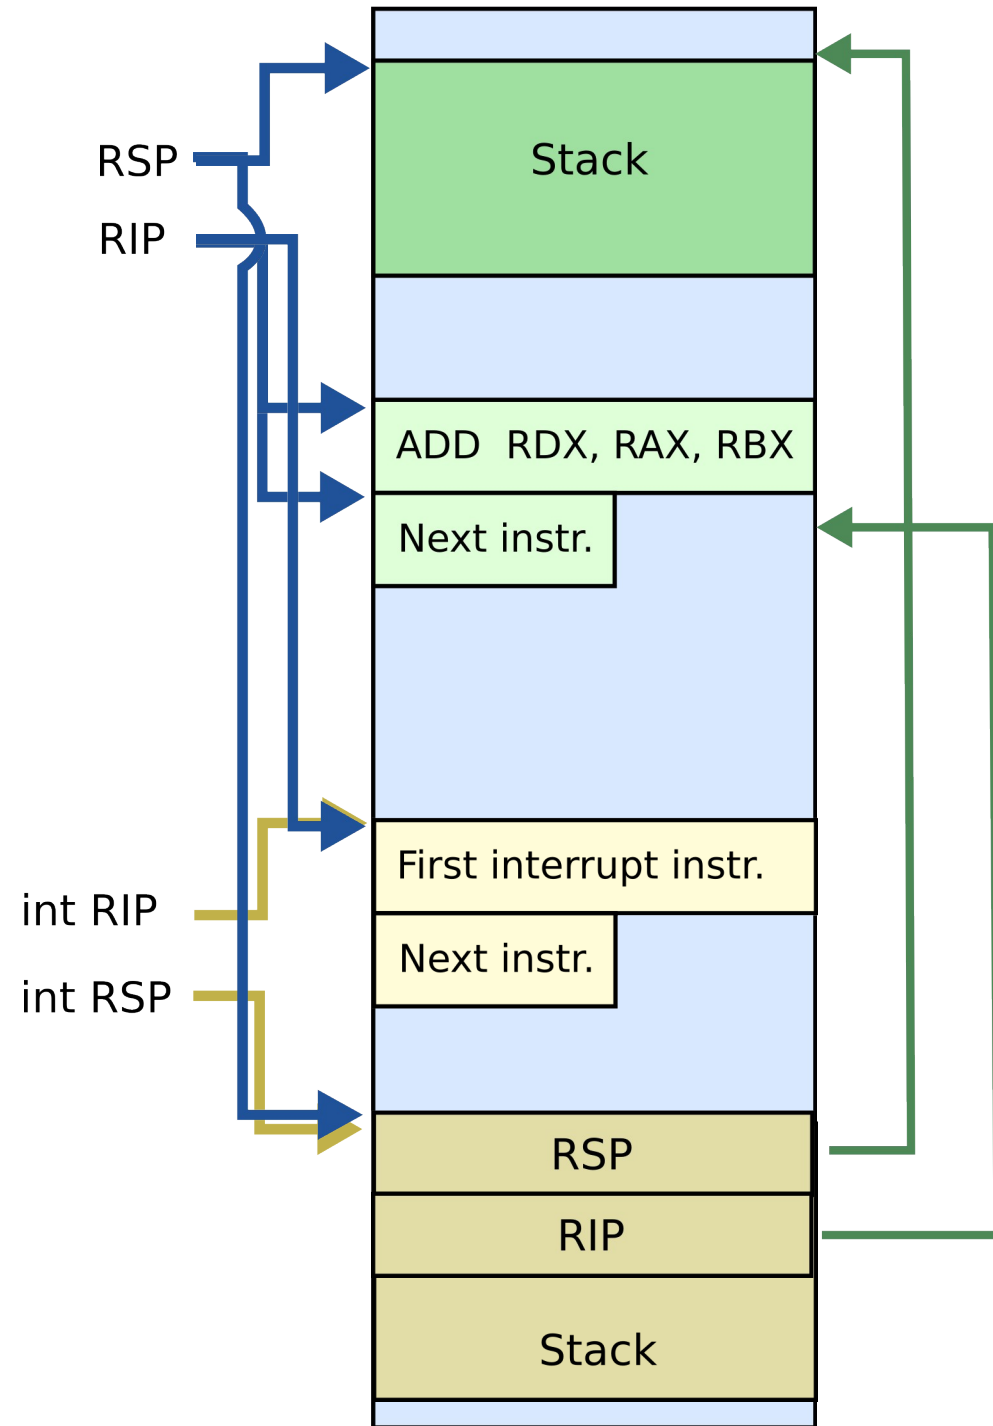 Stack
RSP
RIP
ADD RDX, RAX, RBX
Next instr.
First interrupt instr.
int RIP
Next instr.
int RSP
RSP
RIP
Stack